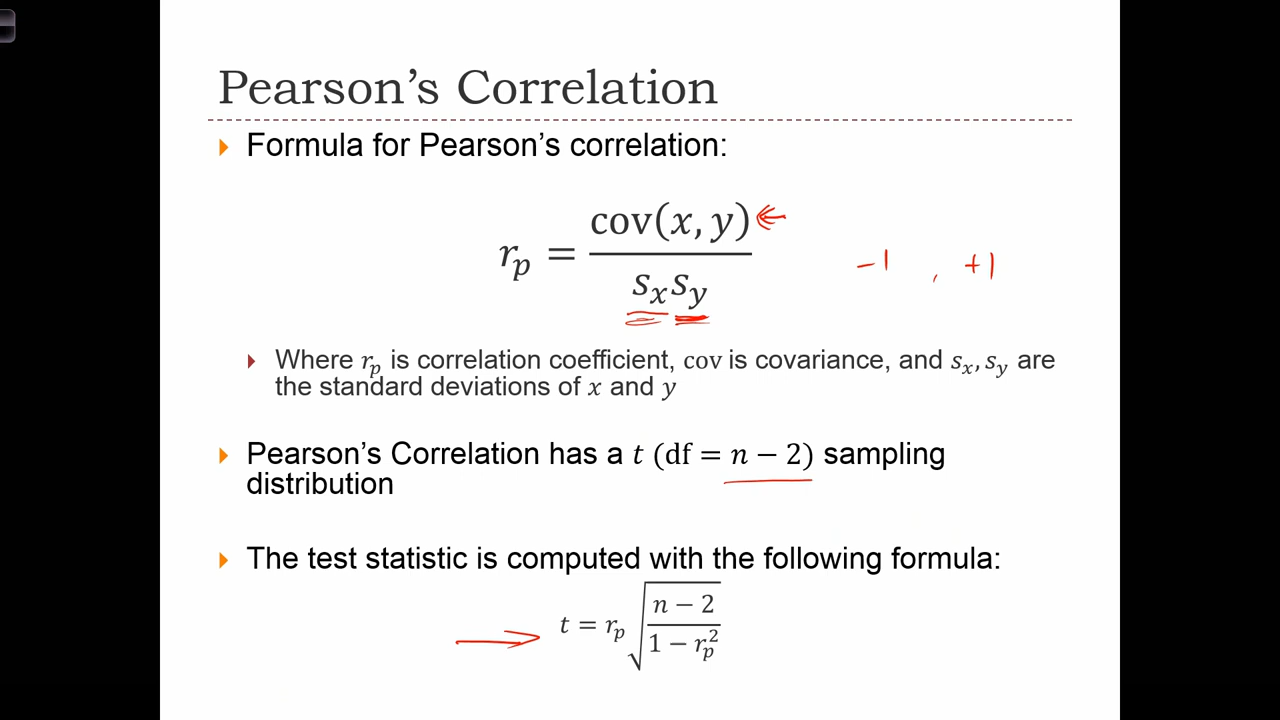 Pearson's Correlation
Formula for Pearson's correlation:
r_p = cov(x, y) / s_x s_y
-1 , +1
Where r_p is correlation coefficient, cov is covariance, and s_x, s_y are
the standard deviations of x and y
Pearson's Correlation has a t (df = n − 2) sampling
distribution
The test statistic is computed with the following formula:
t = r_p √((n − 2) / (1 − r_p^2))